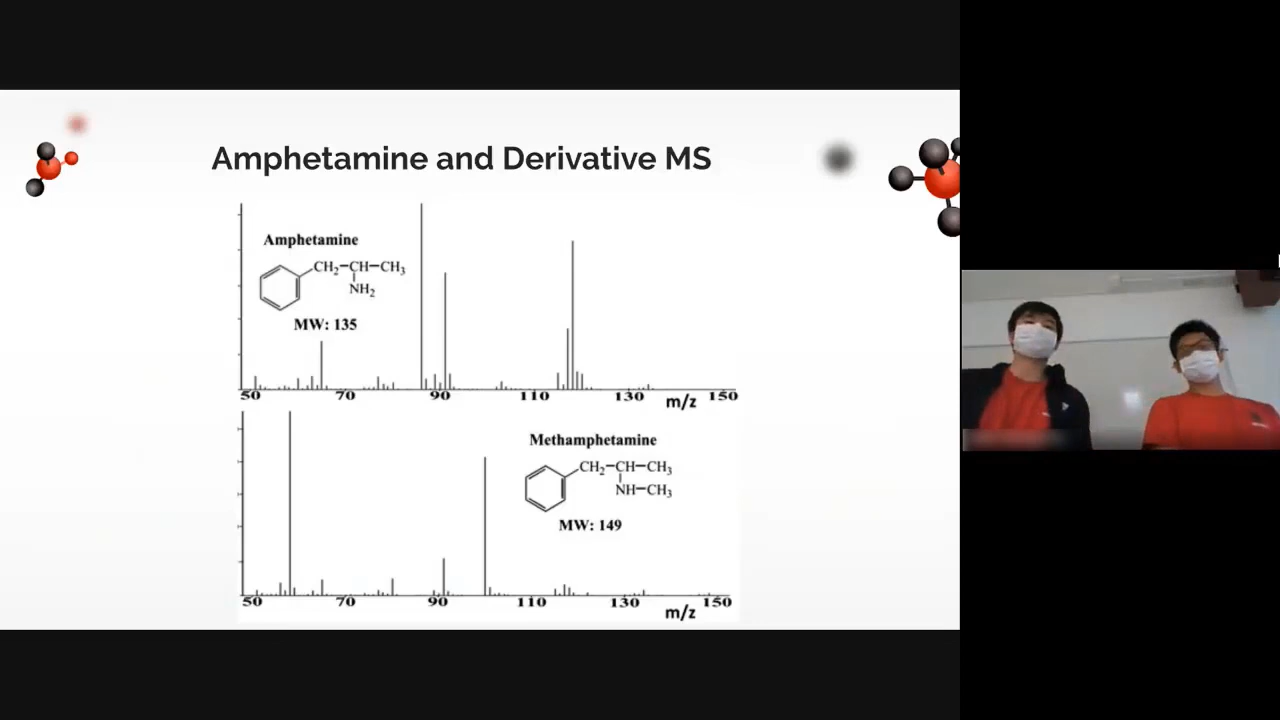 Amphetamine and Derivative MS
Amphetamine
CH₂–CH–CH₃
NH₂
MW: 135
50 70 90 110 130 m/z 150
Methamphetamine
CH₂–CH–CH₃
NH–CH₃
MW: 149
50 70 90 110 130 150
m/z